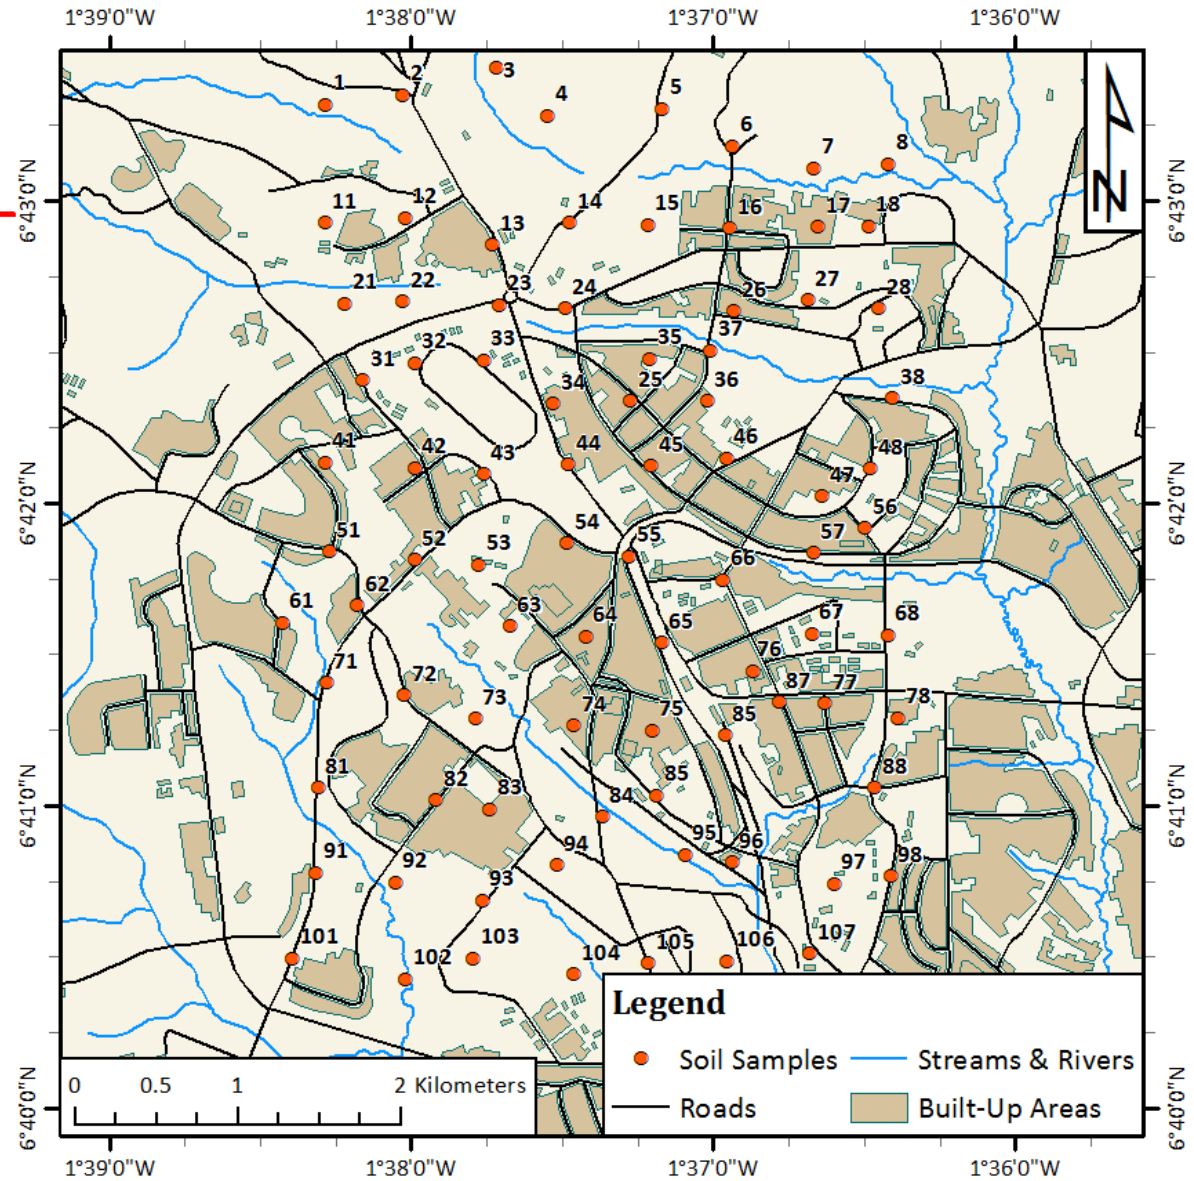 1°39'0"W 1°38'0"W 1°37'0"W 1°36'0"W
1 2 3 4 5
6 7 8
N
6°43'0"N 6°43'0"N
11 12 13 14 15 16 17 18
21 22 23 24 26 27 28
31 32 33 34 35 25 37 36 38
41 42 43 44 45 46 47 48
6°42'0"N 6°42'0"N
51 52 53 54 55 66 57 56
61 62 63 64 65 67 68
71 72 73 74 75 76 87 77 78
85
81 82 83 84 85 88
6°41'0"N 6°41'0"N
91 92 93 94 95 96 97 98
101 102 103 104 105 106 107
Legend
Soil Samples Streams & Rivers
Roads Built-Up Areas
0 0.5 1 2 Kilometers
6°40'0"N 6°40'0"N
1°39'0"W 1°38'0"W 1°37'0"W 1°36'0"W